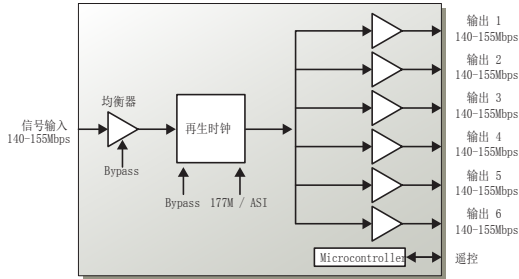 输出 1
140-155Mbps
输出 2
140-155Mbps
输出 3
140-155Mbps
输出 4
140-155Mbps
输出 5
140-155Mbps
输出 6
140-155Mbps
均衡器
信号输入
140-155Mbps
再生时钟
Bypass
Bypass
177M / ASI
Microcontroller
遥控